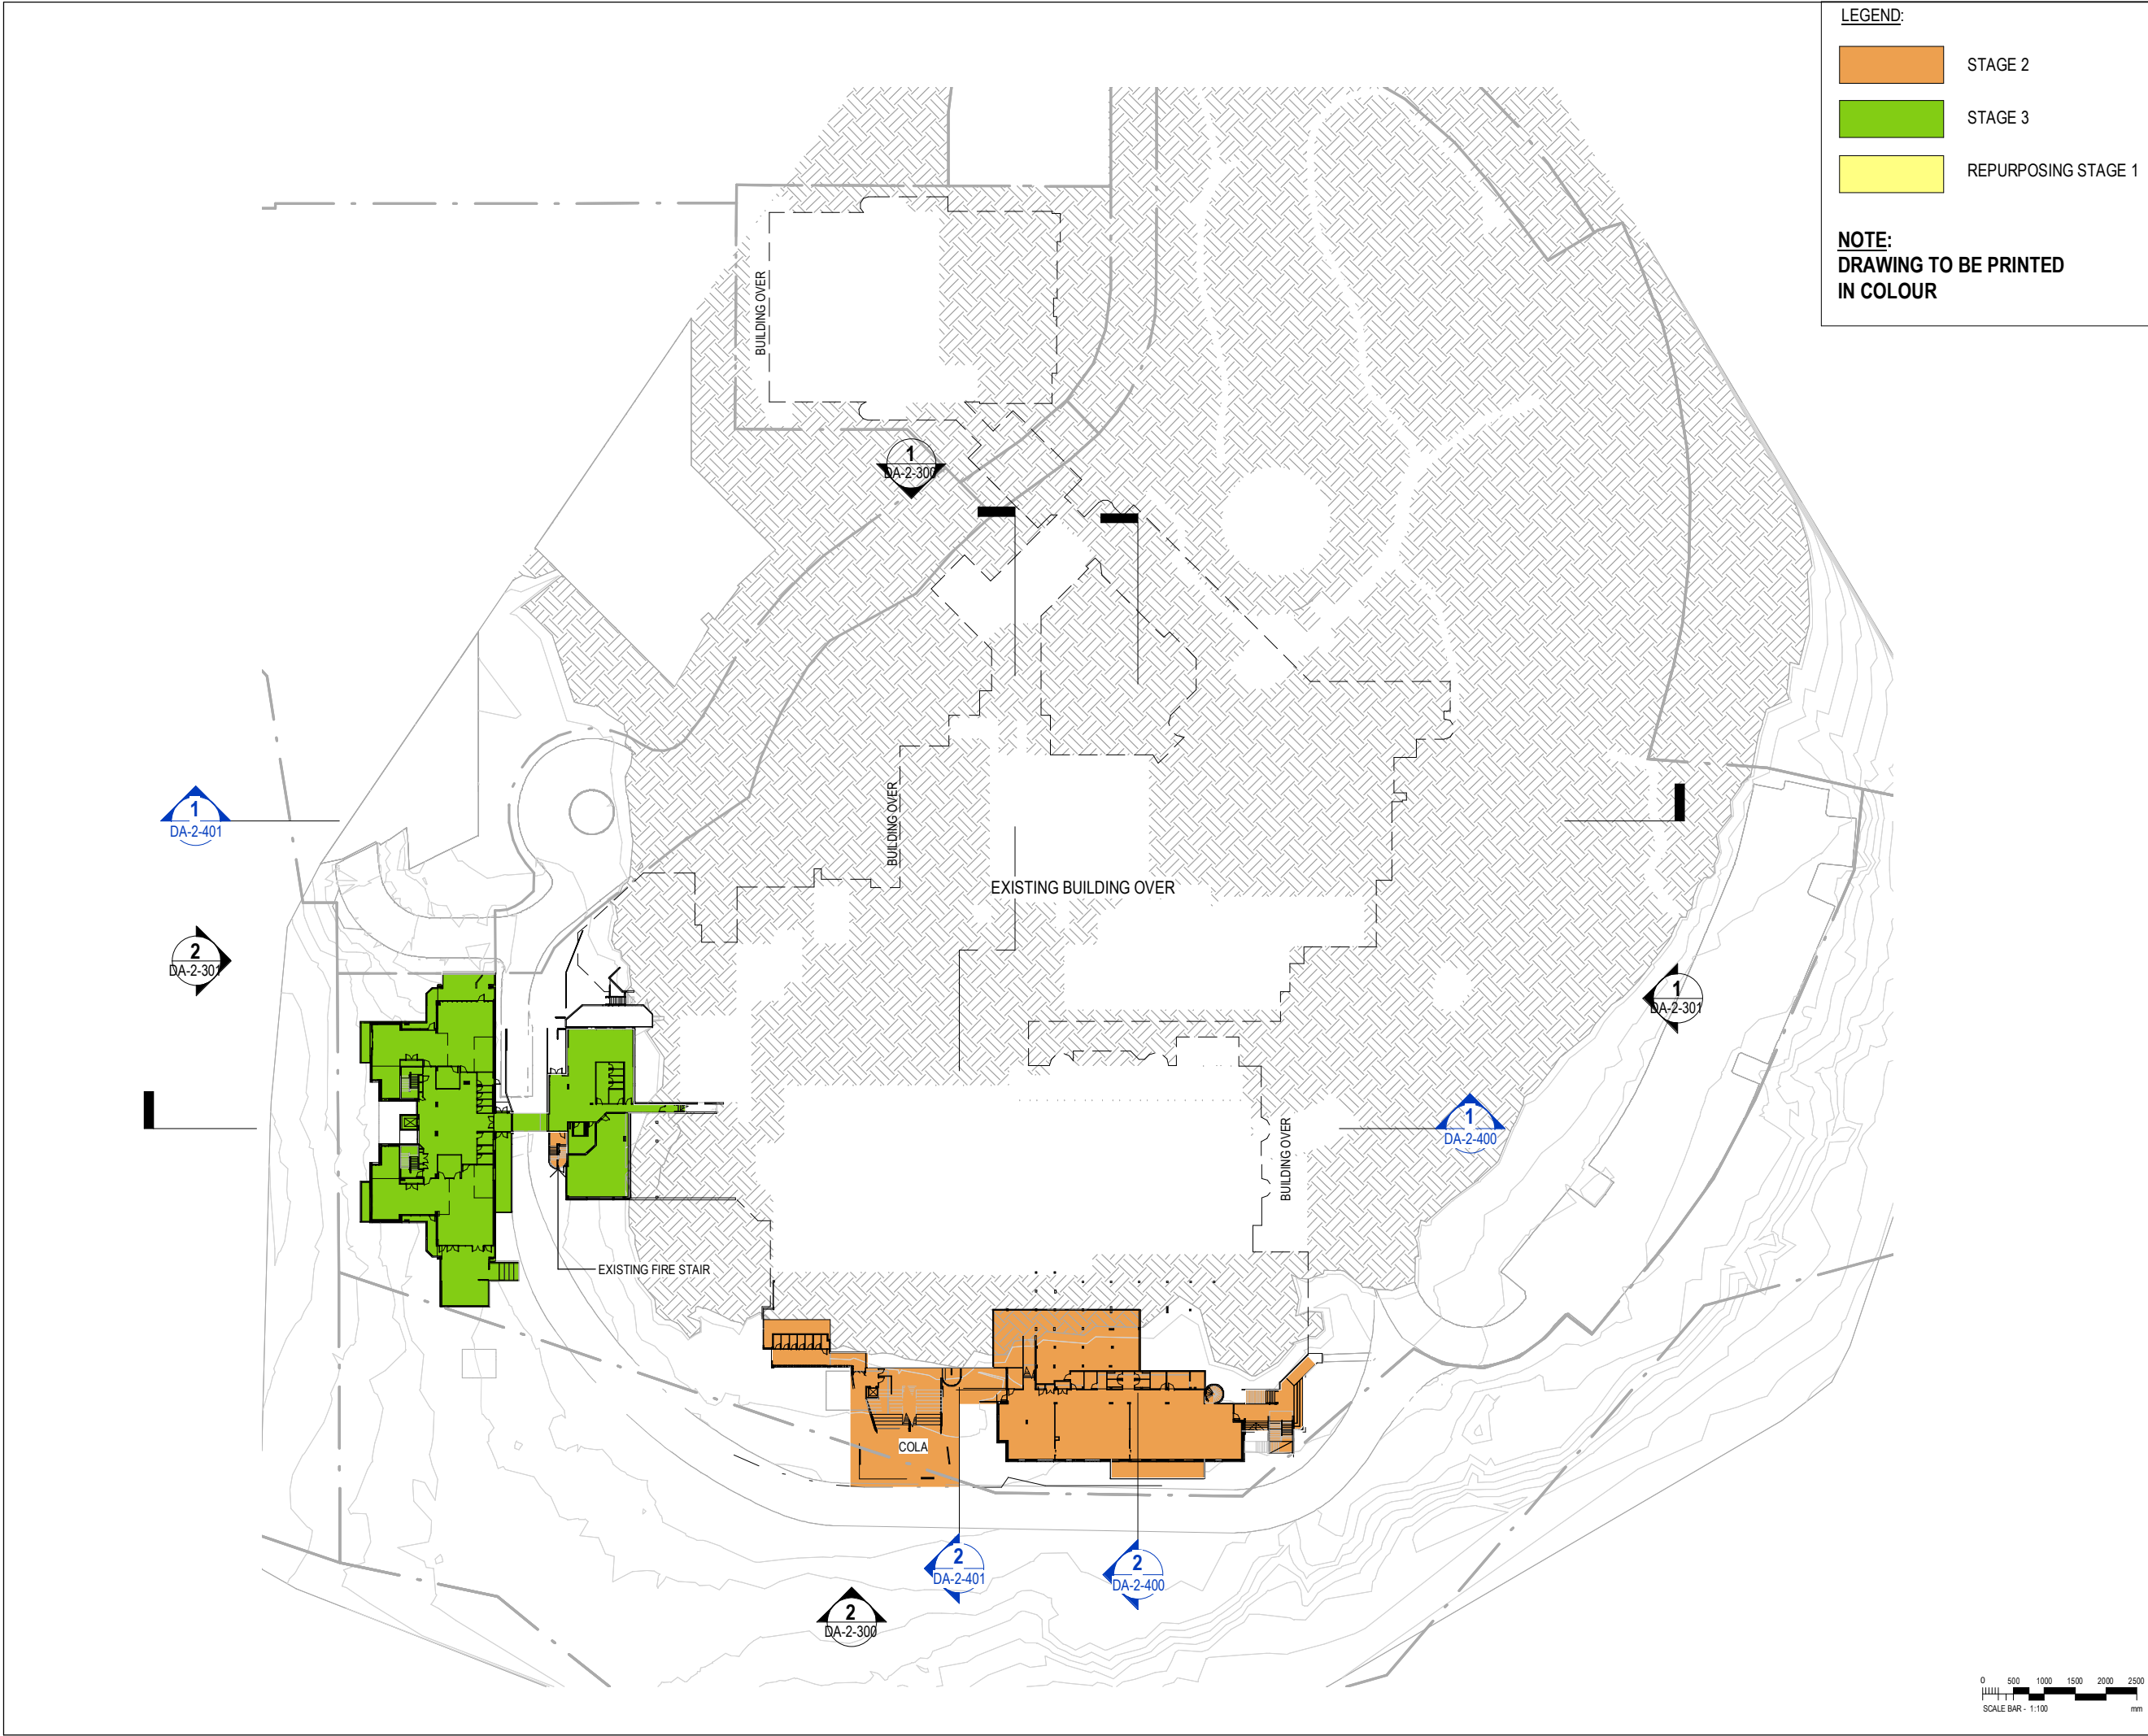 LEGEND:
STAGE 2
STAGE 3
REPURPOSING STAGE 1
NOTE:
DRAWING TO BE PRINTED
IN COLOUR
BUILDING OVER
1
DA-2-300
1
DA-2-401
BUILDING OVER
EXISTING BUILDING OVER
2
DA-2-301
1
DA-2-301
1
DA-2-400
BUILDING OVER
EXISTING FIRE STAIR
COLA
2
DA-2-401
2
DA-2-400
2
DA-2-300
0 500 1000 1500 2000 2500
SCALE BAR - 1:100 mm